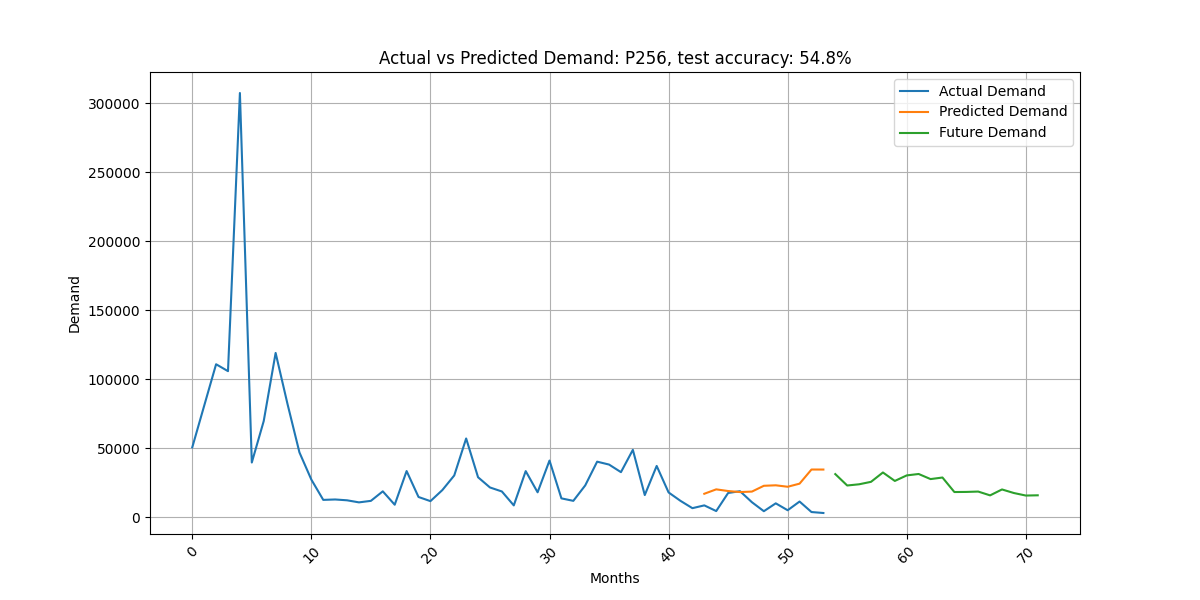 Actual vs Predicted Demand: P256, test accuracy: 54.8%
Actual Demand
Predicted Demand
Future Demand
300000
250000
200000
150000
100000
50000
0
Demand
0
10
20
30
40
50
60
70
Months